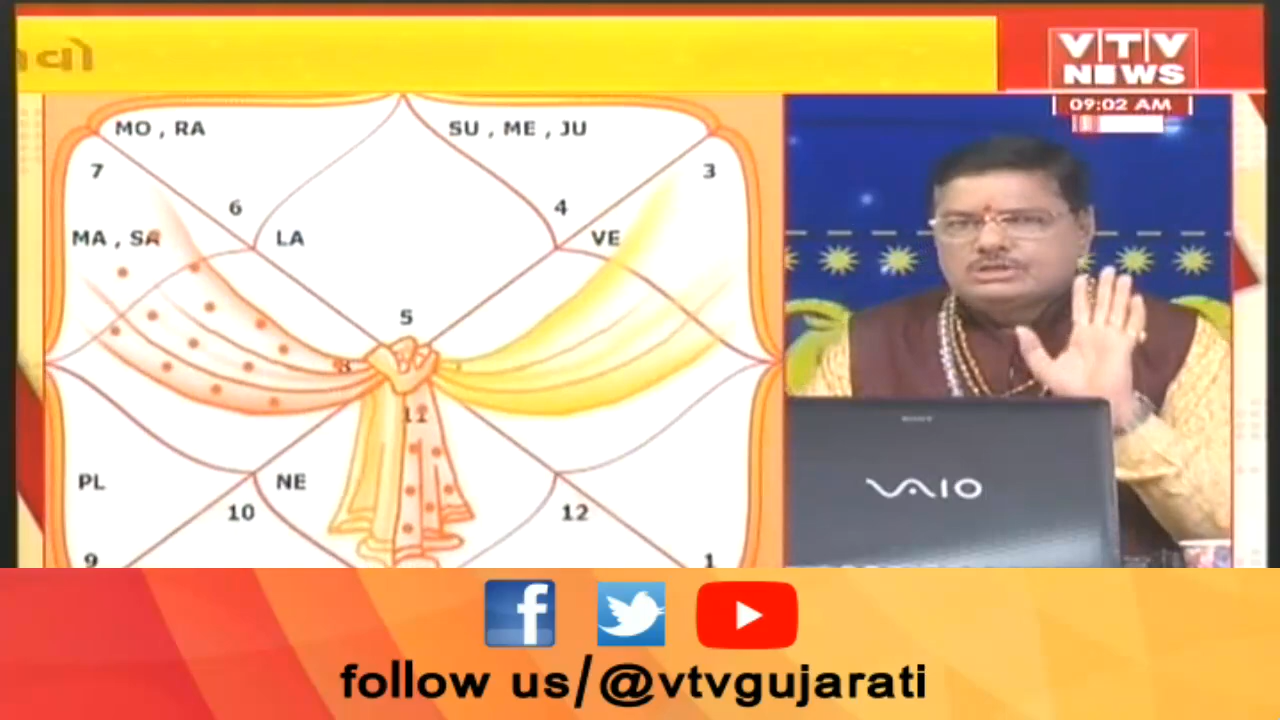 VTV
NEWS
09:02 AM
MO , RA
SU , ME , JU
7
3
6
4
MA , SA
LA
VE
5
8
11
SONY
VAIO
PL
NE
10
12
9
1
follow us/@vtvgujarati